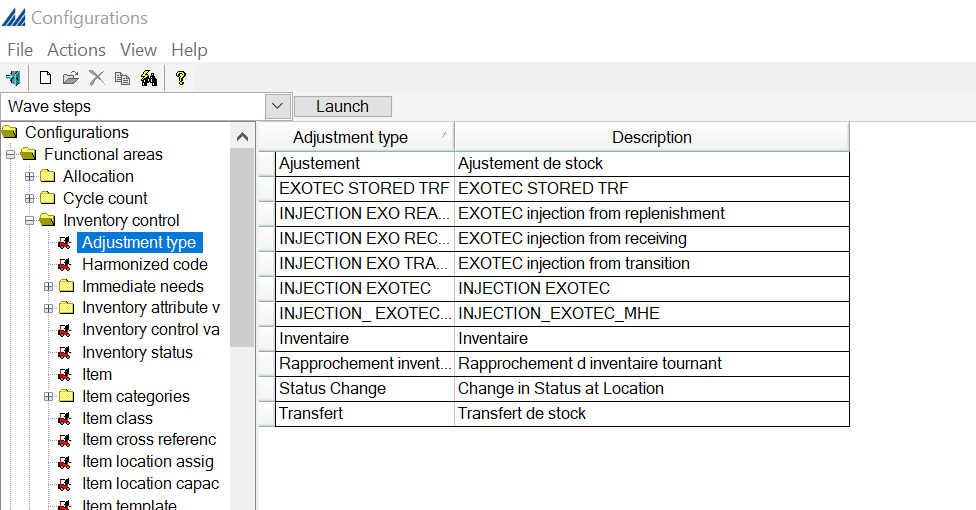 Configurations
File Actions View Help
Wave steps Launch
Configurations
Functional areas
Allocation
Cycle count
Inventory control
Adjustment type
Harmonized code
Immediate needs
Inventory attribute v
Inventory control va
Inventory status
Item
Item categories
Item class
Item cross referenc
Item location assig
Item location capac
Item template
Adjustment type Description
Ajustement Ajustement de stock
EXOTEC STORED TRF EXOTEC STORED TRF
INJECTION EXO REA... EXOTEC injection from replenishment
INJECTION EXO REC... EXOTEC injection from receiving
INJECTION EXO TRA... EXOTEC injection from transition
INJECTION EXOTEC INJECTION EXOTEC
INJECTION_ EXOTEC... INJECTION_EXOTEC_MHE
Inventaire Inventaire
Rapprochement invent... Rapprochement d inventaire tournant
Status Change Change in Status at Location
Transfert Transfert de stock